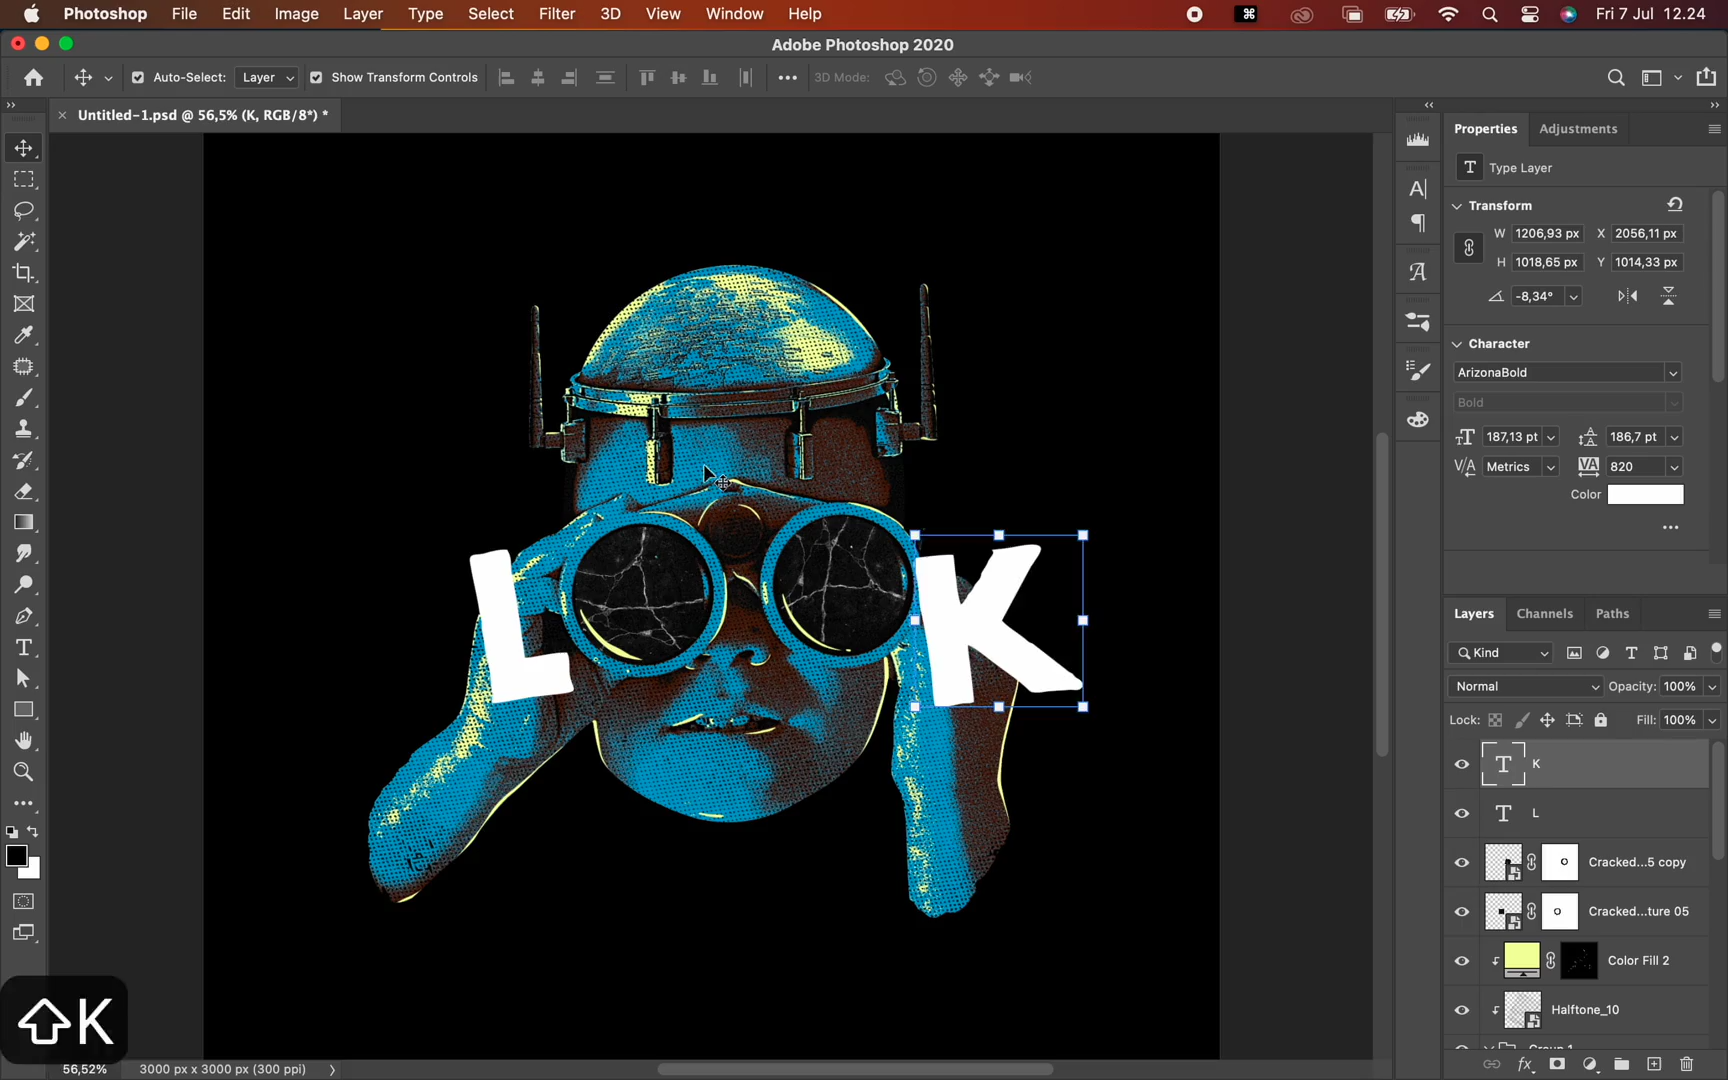 Photoshop File Edit Image Layer Type Select Filter 3D View Window Help Fri 7 Jul 12.24
Adobe Photoshop 2020
Auto-Select: Layer Show Transform Controls 3D Mode:
Untitled-1.psd @ 56,5% (K, RGB/8*) *
Properties Adjustments
T Type Layer
Transform
W 1206,93 px X 2056,11 px
H 1018,65 px Y 1014,33 px
-8,34°
Character
ArizonaBold
Bold
187,13 pt 186,7 pt
Metrics 820
Color
L K
Layers Channels Paths
Kind
Normal Opacity: 100%
Lock: Fill: 100%
T K
T L
Cracked...5 copy
Cracked...ture 05
Color Fill 2
Halftone_10
⇧K
56,52% 3000 px x 3000 px (300 ppi)